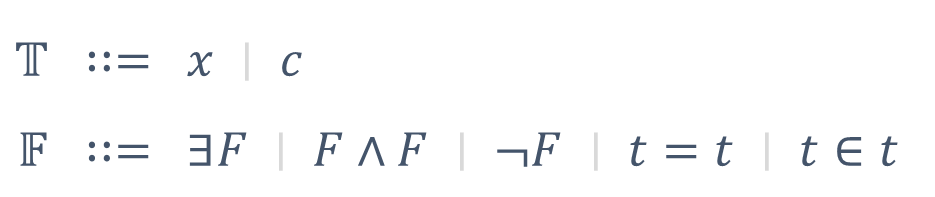 𝕋 ::= x | c
𝔽 ::= ∃F | F ∧ F | ¬F | t = t | t ∈ t